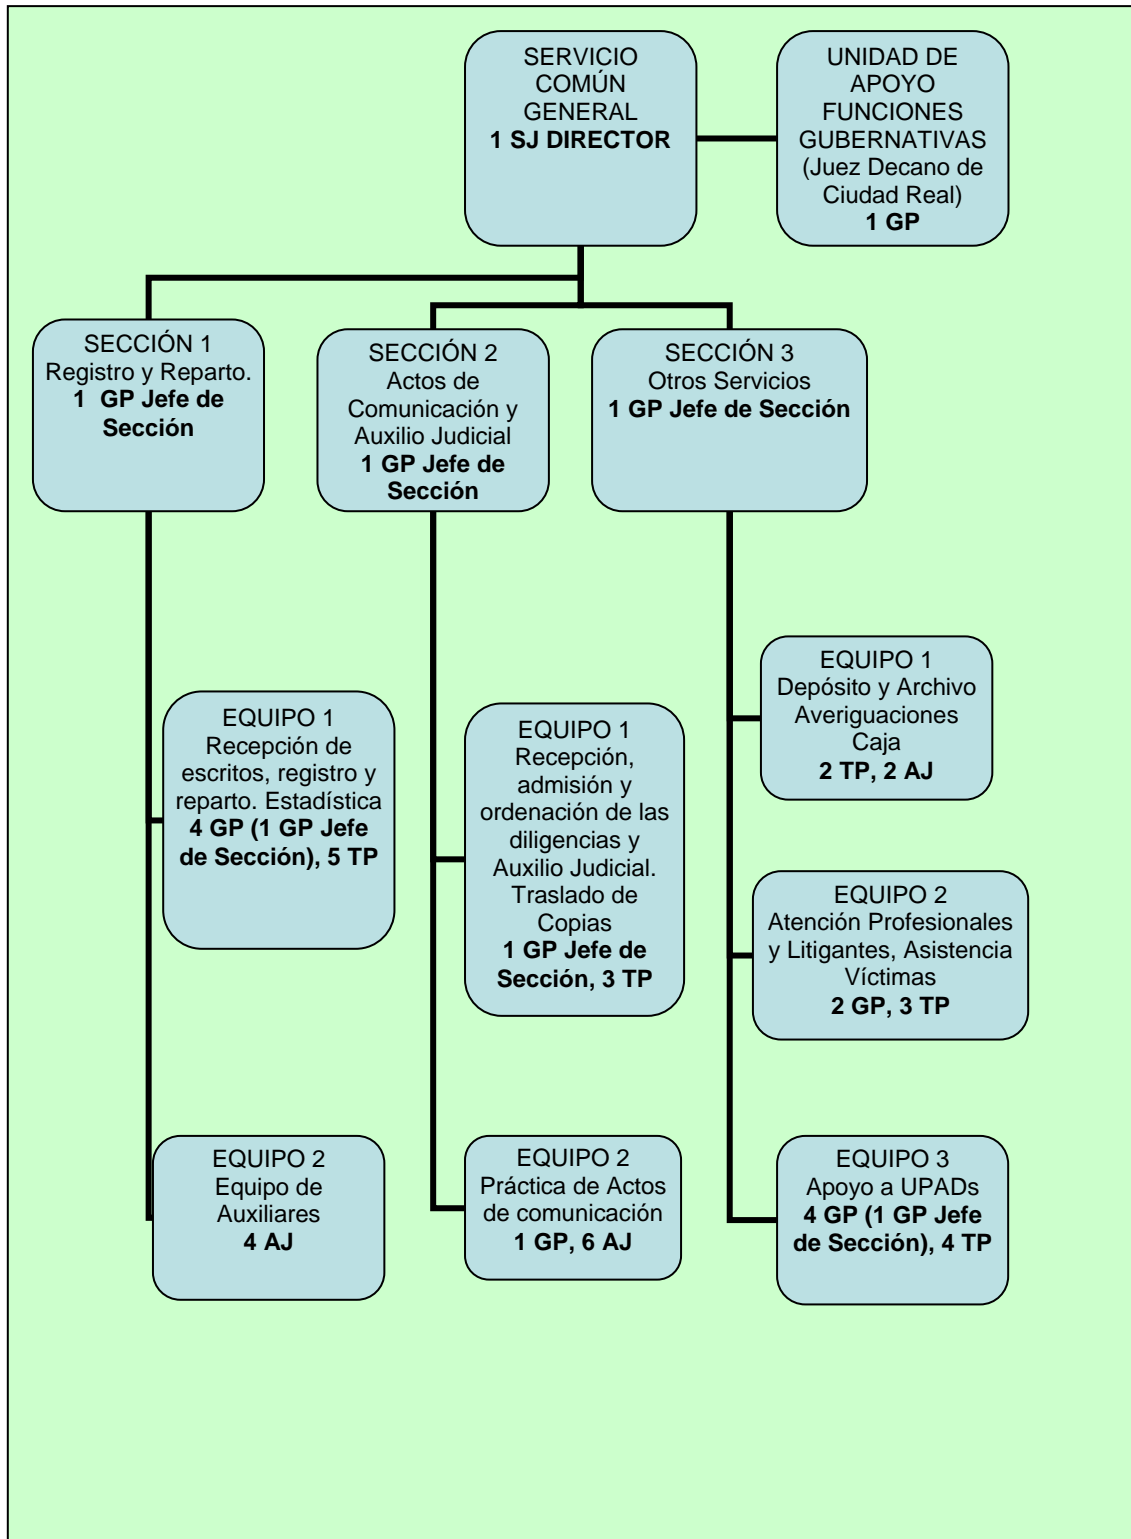 SERVICIO
COMÚN
GENERAL
1 SJ DIRECTOR
UNIDAD DE
APOYO
FUNCIONES
GUBERNATIVAS
(Juez Decano de
Ciudad Real)
1 GP
SECCIÓN 1
Registro y Reparto.
1 GP Jefe de
Sección
SECCIÓN 2
Actos de
Comunicación y
Auxilio Judicial
1 GP Jefe de
Sección
SECCIÓN 3
Otros Servicios
1 GP Jefe de Sección
EQUIPO 1
Recepción de
escritos, registro y
reparto. Estadística
4 GP (1 GP Jefe
de Sección), 5 TP
EQUIPO 1
Recepción,
admisión y
ordenación de las
diligencias y
Auxilio Judicial.
Traslado de
Copias
1 GP Jefe de
Sección, 3 TP
EQUIPO 1
Depósito y Archivo
Averiguaciones
Caja
2 TP, 2 AJ
EQUIPO 2
Atención Profesionales
y Litigantes, Asistencia
Víctimas
2 GP, 3 TP
EQUIPO 2
Equipo de
Auxiliares
4 AJ
EQUIPO 2
Práctica de Actos
de comunicación
1 GP, 6 AJ
EQUIPO 3
Apoyo a UPADs
4 GP (1 GP Jefe
de Sección), 4 TP